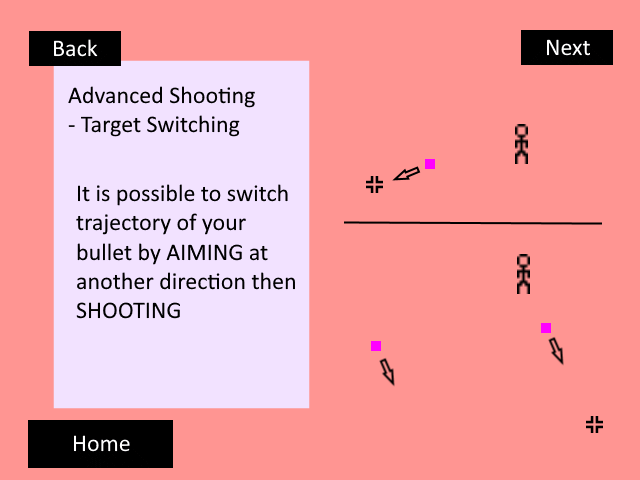 Back
Next
Advanced Shooting
- Target Switching
It is possible to switch
trajectory of your
bullet by AIMING at
another direction then
SHOOTING
Home